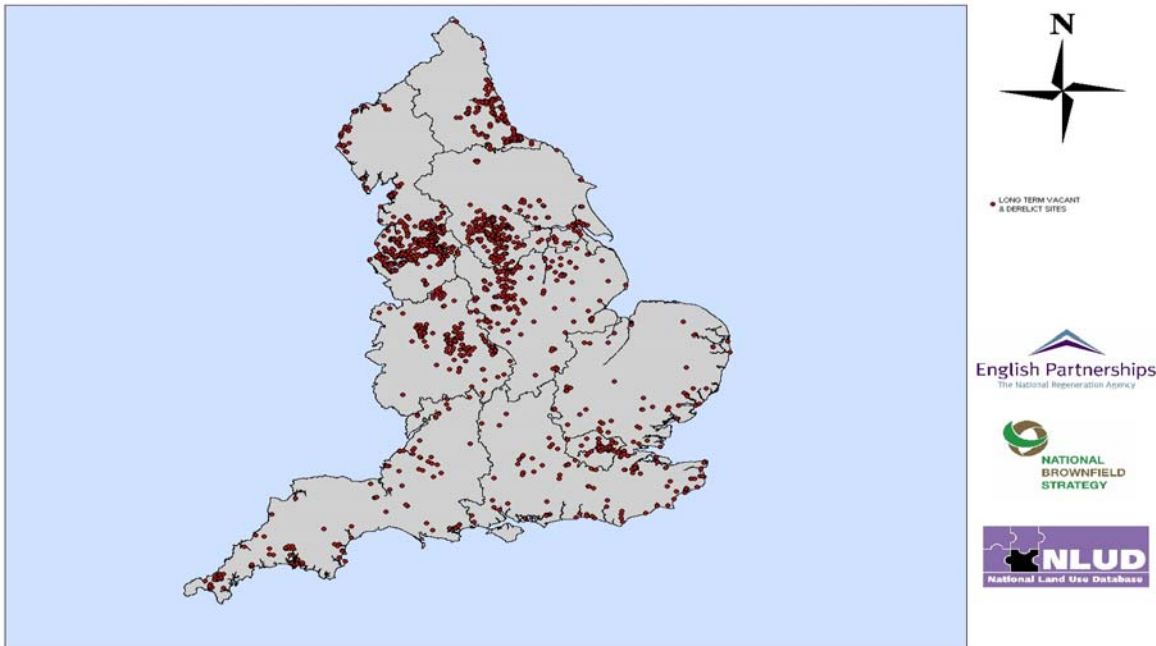 N
LONG TERM VACANT
& DERELICT SITES
English Partnerships
The National Regeneration Agency
NATIONAL
BROWNFIELD
STRATEGY
NLUD
National Land Use Database